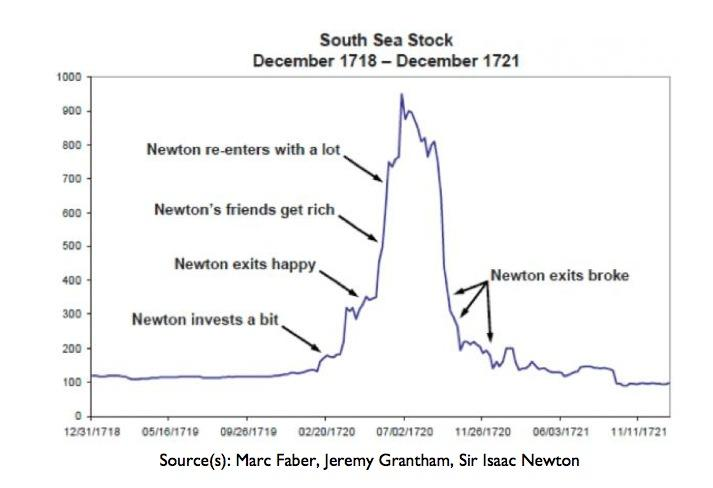 South Sea Stock
December 1718 – December 1721
1000
900
800
700
600
500
400
300
200
100
0
Newton re-enters with a lot
Newton's friends get rich
Newton exits happy
Newton invests a bit
Newton exits broke
12/31/1718 05/16/1719 09/26/1719 02/20/1720 07/02/1720 11/26/1720 06/03/1721 11/11/1721
Source(s): Marc Faber, Jeremy Grantham, Sir Isaac Newton